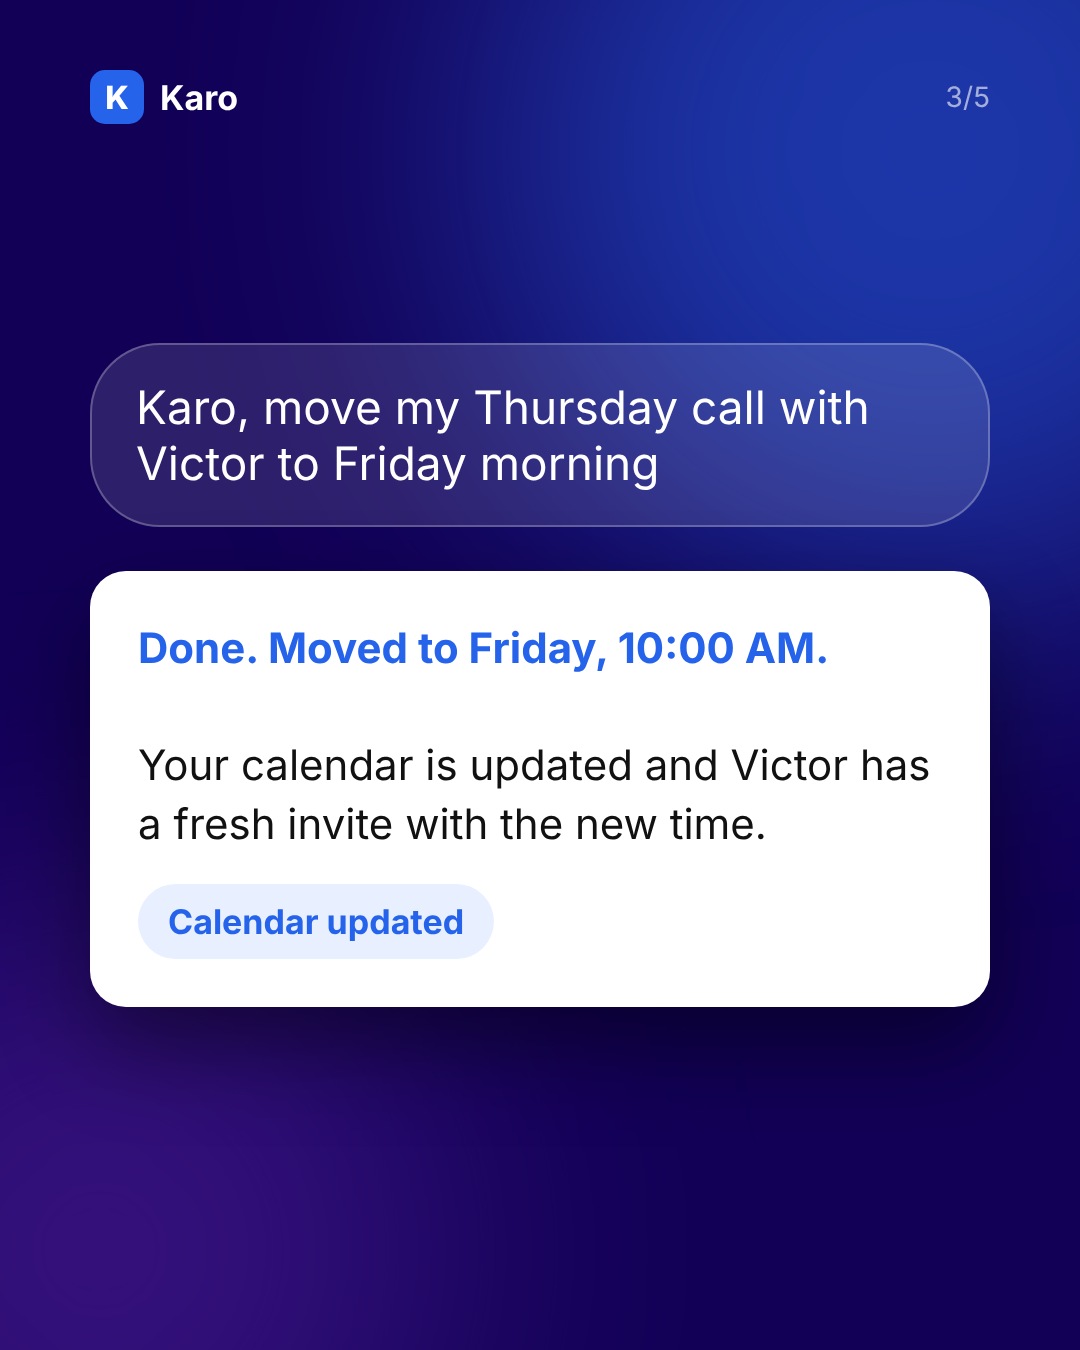 K Karo
3/5
Karo, move my Thursday call with
Victor to Friday morning
Done. Moved to Friday, 10:00 AM.
Your calendar is updated and Victor has
a fresh invite with the new time.
Calendar updated